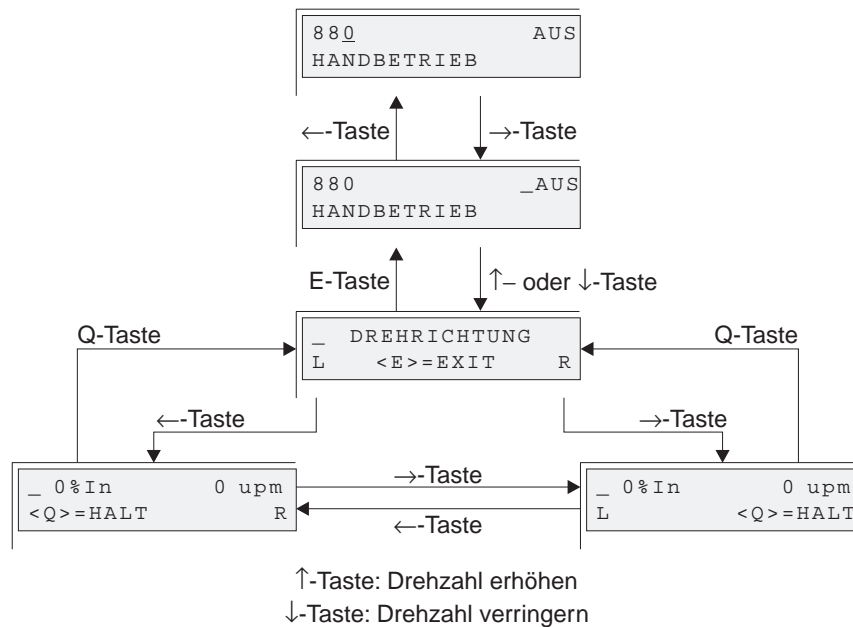 880 AUS
HANDBETRIEB
←-Taste →-Taste
880 _AUS
HANDBETRIEB
E-Taste ↑– oder ↓-Taste
Q-Taste Q-Taste
_ DREHRICHTUNG
L <E>=EXIT R
←-Taste →-Taste
_ 0%In 0 upm
<Q>=HALT R
→-Taste
←-Taste
_ 0%In 0 upm
L <Q>=HALT
↑-Taste: Drehzahl erhöhen
↓-Taste: Drehzahl verringern